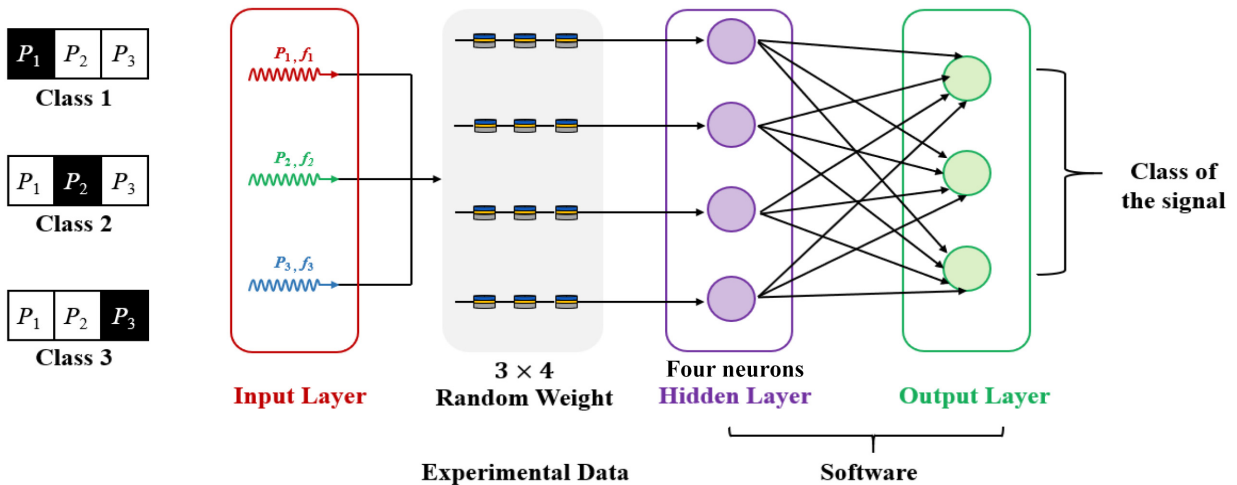 P₁ P₂ P₃
Class 1
P₁ P₂ P₃
Class 2
P₁ P₂ P₃
Class 3
P₁, f₁
P₂, f₂
P₃, f₃
Input Layer
3 × 4
Random Weight
Four neurons
Hidden Layer
Output Layer
Class of
the signal
Experimental Data
Software